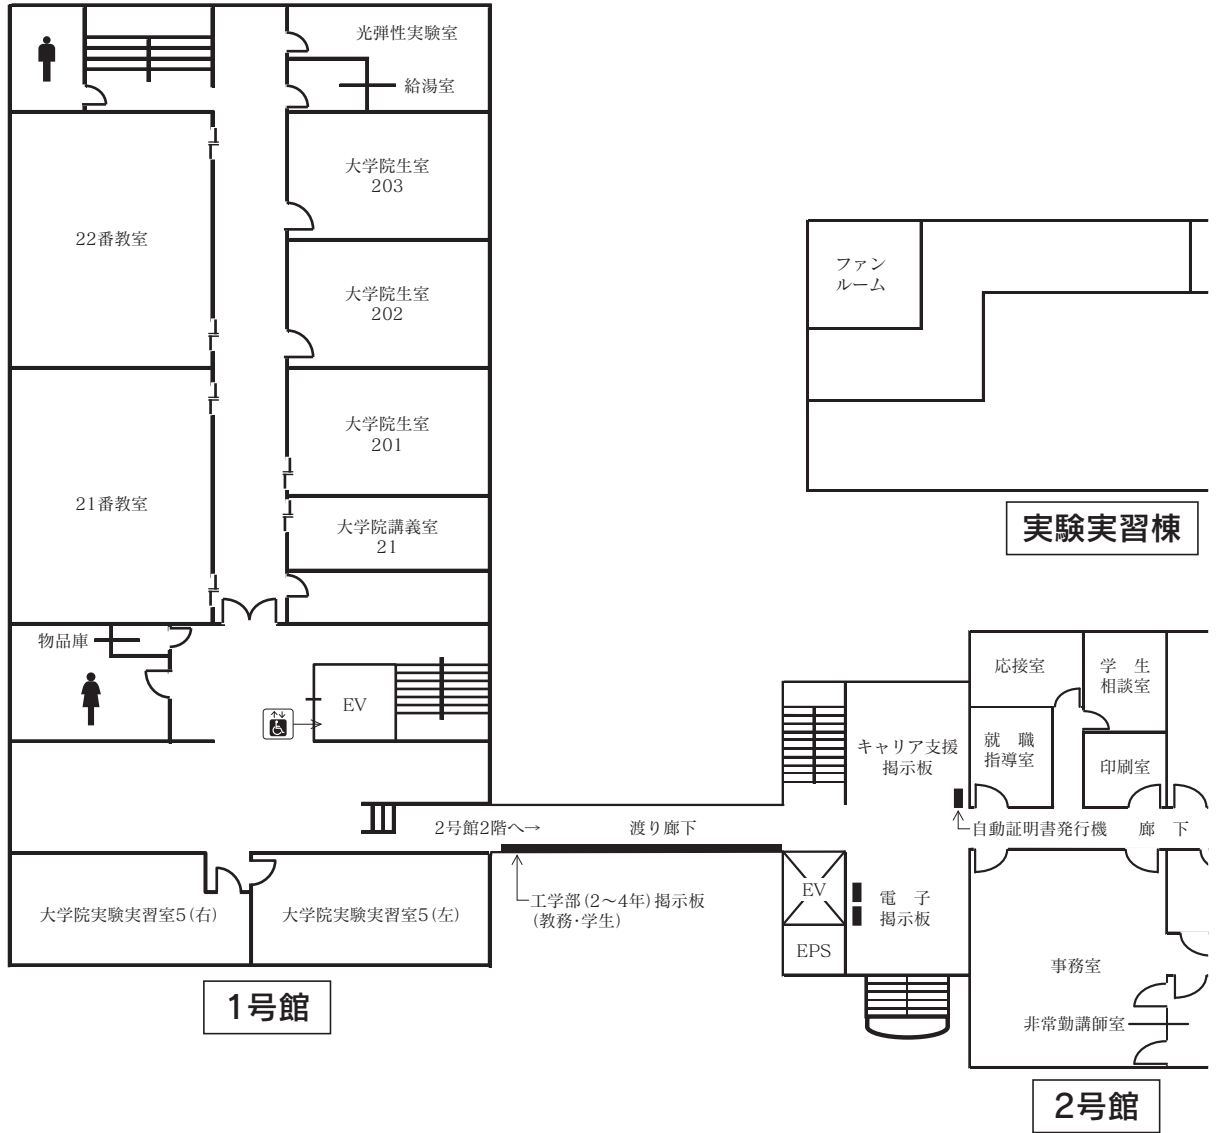 光弾性実験室
給湯室
大学院生室
203
22番教室
大学院生室
202
大学院生室
201
21番教室
大学院講義室
21
物品庫
EV
2号館2階へ→
渡り廊下
工学部(2〜4年)掲示板
(教務・学生)
大学院実験実習室5(右)
大学院実験実習室5(左)
1号館
ファン
ルーム
実験実習棟
応接室
学　生
相談室
キャリア支援
掲示板
就　職
指導室
印刷室
自動証明書発行機
廊　下
EV
電　子
掲示板
EPS
事務室
非常勤講師室
2号館